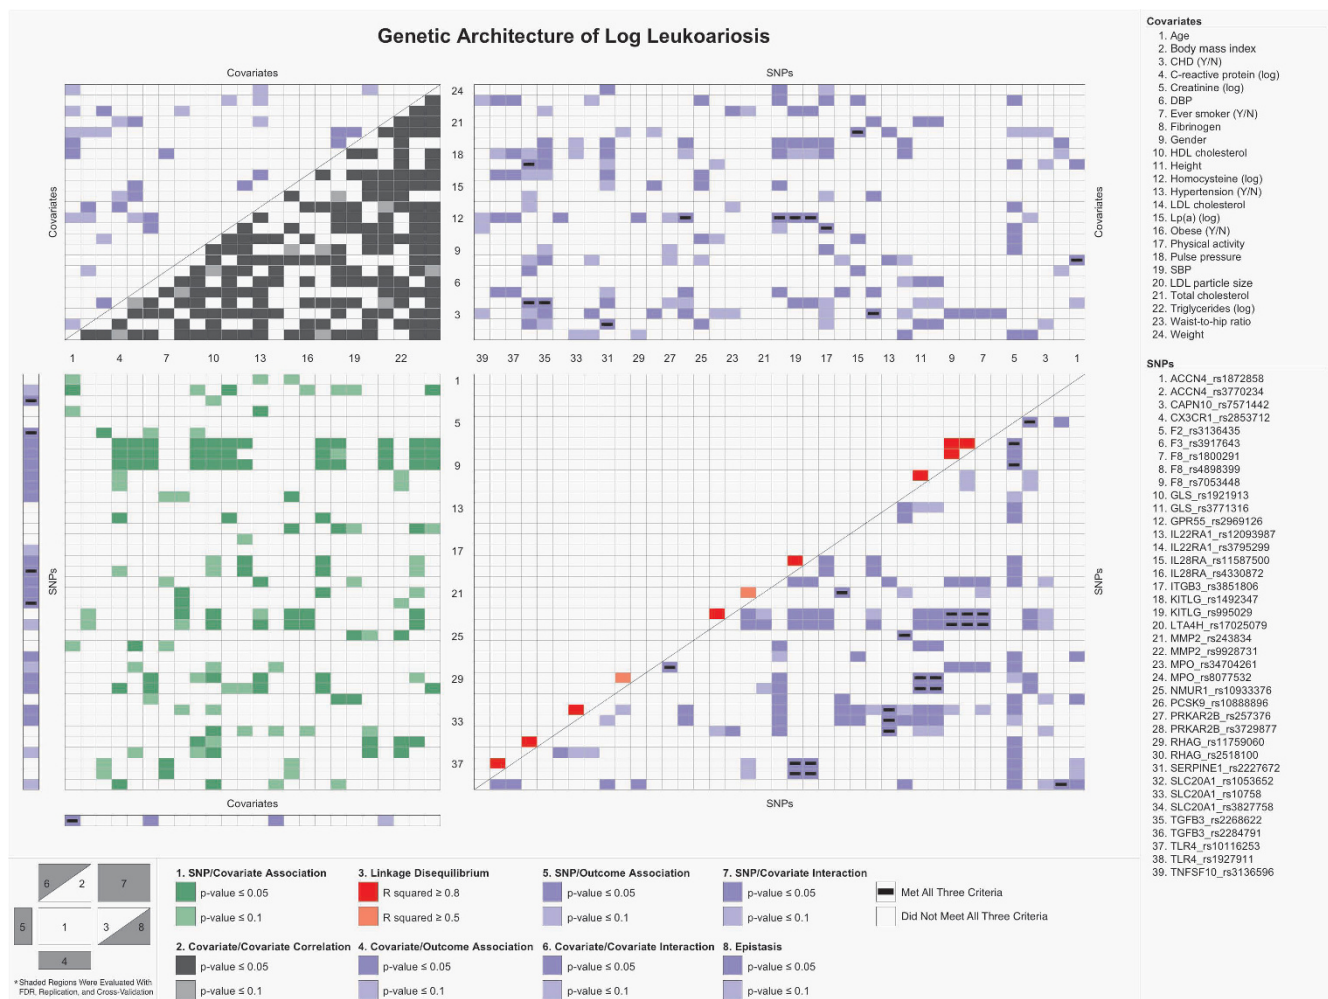 Genetic Architecture of Log Leukoariosis
Covariates
SNPs
Covariates
24
21
18
15
12
9
6
3
Covariates
1 4 7 10 13 16 19 22
39 37 35 33 31 29 27 25 23 21 19 17 15 13 11 9 7 5 3 1
SNPs
1
5
9
13
17
21
25
29
33
37
SNPs
Covariates
SNPs
Covariates
1. Age
2. Body mass index
3. CHD (Y/N)
4. C-reactive protein (log)
5. Creatinine (log)
6. DBP
7. Ever smoker (Y/N)
8. Fibrinogen
9. Gender
10. HDL cholesterol
11. Height
12. Homocysteine (log)
13. Hypertension (Y/N)
14. LDL cholesterol
15. Lp(a) (log)
16. Obese (Y/N)
17. Physical activity
18. Pulse pressure
19. SBP
20. LDL particle size
21. Total cholesterol
22. Triglycerides (log)
23. Waist-to-hip ratio
24. Weight
SNPs
1. ACCN4_rs1872858
2. ACCN4_rs3770234
3. CAPN10_rs7571442
4. CX3CR1_rs2853712
5. F2_rs3136435
6. F3_rs3917643
7. F8_rs1800291
8. F8_rs4898399
9. F8_rs7053448
10. GLS_rs1921913
11. GLS_rs3771316
12. GPR55_rs2969126
13. IL22RA1_rs12093987
14. IL22RA1_rs3795299
15. IL28RA_rs11587500
16. IL28RA_rs4330872
17. ITGB3_rs3851806
18. KITLG_rs1492347
19. KITLG_rs995029
20. LTA4H_rs17025079
21. MMP2_rs243834
22. MMP2_rs9928731
23. MPO_rs34704261
24. MPO_rs8077532
25. NMUR1_rs10933376
26. PCSK9_rs10888896
27. PRKAR2B_rs257376
28. PRKAR2B_rs3729877
29. RHAG_rs11759060
30. RHAG_rs2518100
31. SERPINE1_rs2227672
32. SLC20A1_rs1053652
33. SLC20A1_rs10758
34. SLC20A1_rs3827758
35. TGFB3_rs2268622
36. TGFB3_rs2284791
37. TLR4_rs10116253
38. TLR4_rs1927911
39. TNFSF10_rs3136596
6 2 7
5 1 3 8
4
* Shaded Regions Were Evaluated With
FDR, Replication, and Cross-Validation
1. SNP/Covariate Association
p-value ≤ 0.05
p-value ≤ 0.1
2. Covariate/Covariate Correlation
p-value ≤ 0.05
p-value ≤ 0.1
3. Linkage Disequilibrium
R squared ≥ 0.8
R squared ≥ 0.5
4. Covariate/Outcome Association
p-value ≤ 0.05
p-value ≤ 0.1
5. SNP/Outcome Association
p-value ≤ 0.05
p-value ≤ 0.1
6. Covariate/Covariate Interaction
p-value ≤ 0.05
p-value ≤ 0.1
7. SNP/Covariate Interaction
p-value ≤ 0.05
p-value ≤ 0.1
8. Epistasis
p-value ≤ 0.05
p-value ≤ 0.1
Met All Three Criteria
Did Not Meet All Three Criteria